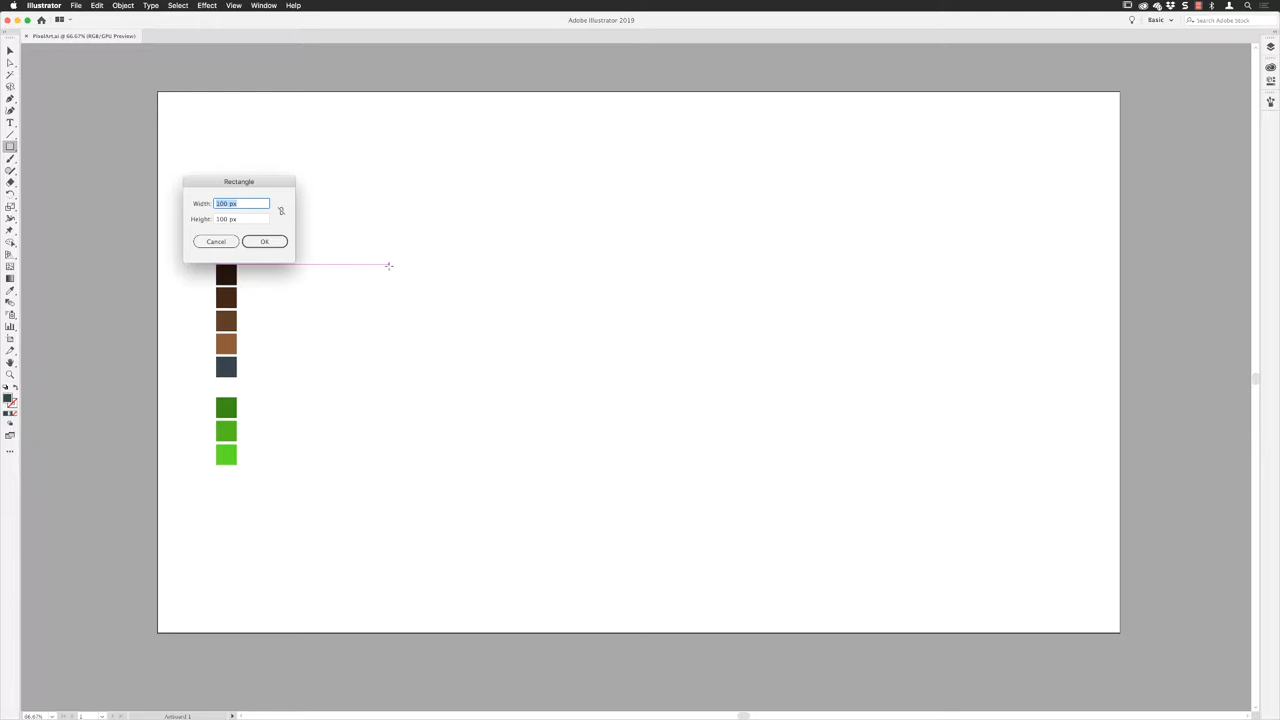 Illustrator File Edit Object Type Select Effect View Window Help
Adobe Illustrator 2019
Basic
Search Adobe Stock
PixelArt.ai @ 66.67% (RGB/GPU Preview)
Rectangle
Width: 100 px
Height: 100 px
Cancel OK
66.67% 1 Artboard 1